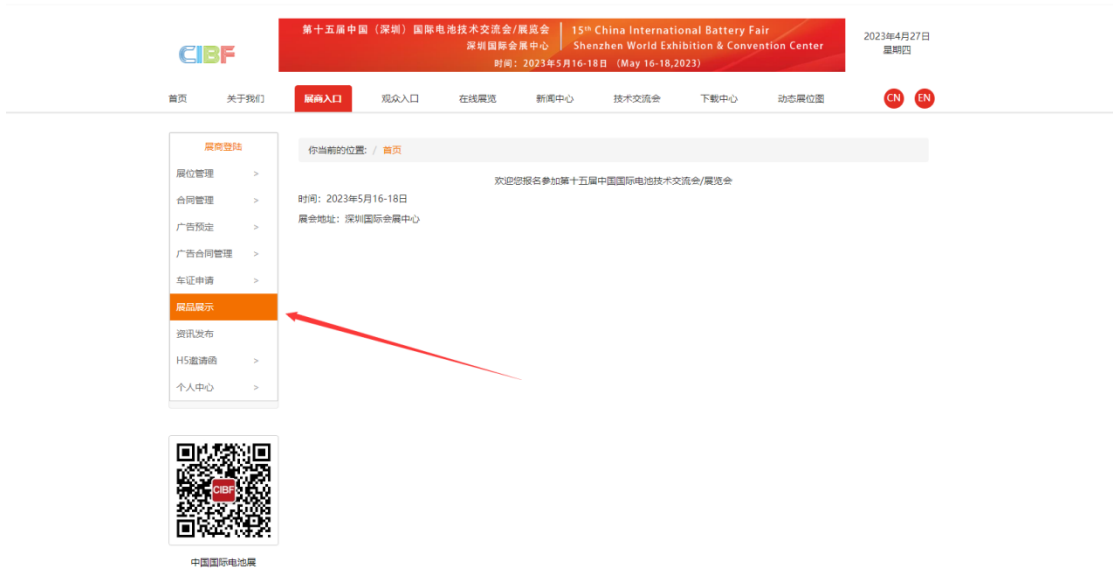 CIBF
第十五届中国（深圳）国际电池技术交流会/展览会
深圳国际会展中心
时间：2023年5月16-18日 （May 16-18,2023）
15th China International Battery Fair
Shenzhen World Exhibition & Convention Center
2023年4月27日
星期四
首页 关于我们 展商入口 观众入口 在线展览 新闻中心 技术交流会 下载中心 动态展位图 CN EN
展商登陆
展位管理 >
合同管理 >
广告预定 >
广告合同管理 >
车证申请 >
展品展示
资讯发布
H5邀请函 >
个人中心 >
你当前的位置: / 首页
欢迎您报名参加第十五届中国国际电池技术交流会/展览会
时间：2023年5月16-18日
展会地址：深圳国际会展中心
CIBF
中国国际电池展